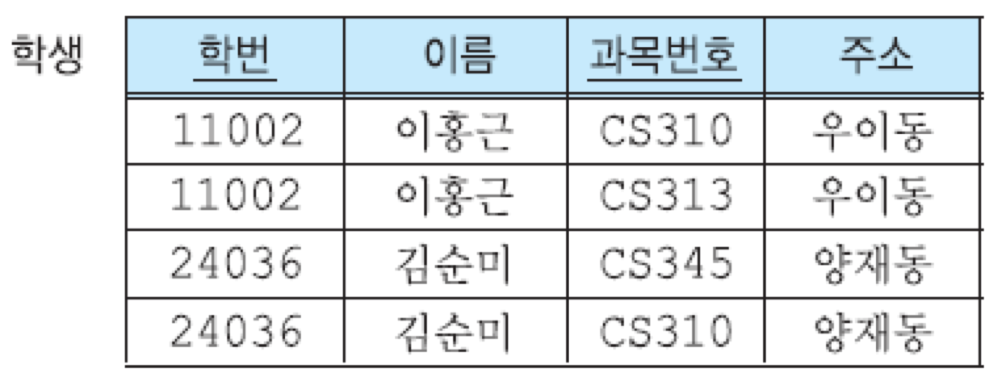 학생 학번 이름 과목번호 주소
11002 이홍근 CS310 우이동
11002 이홍근 CS313 우이동
24036 김순미 CS345 양재동
24036 김순미 CS310 양재동